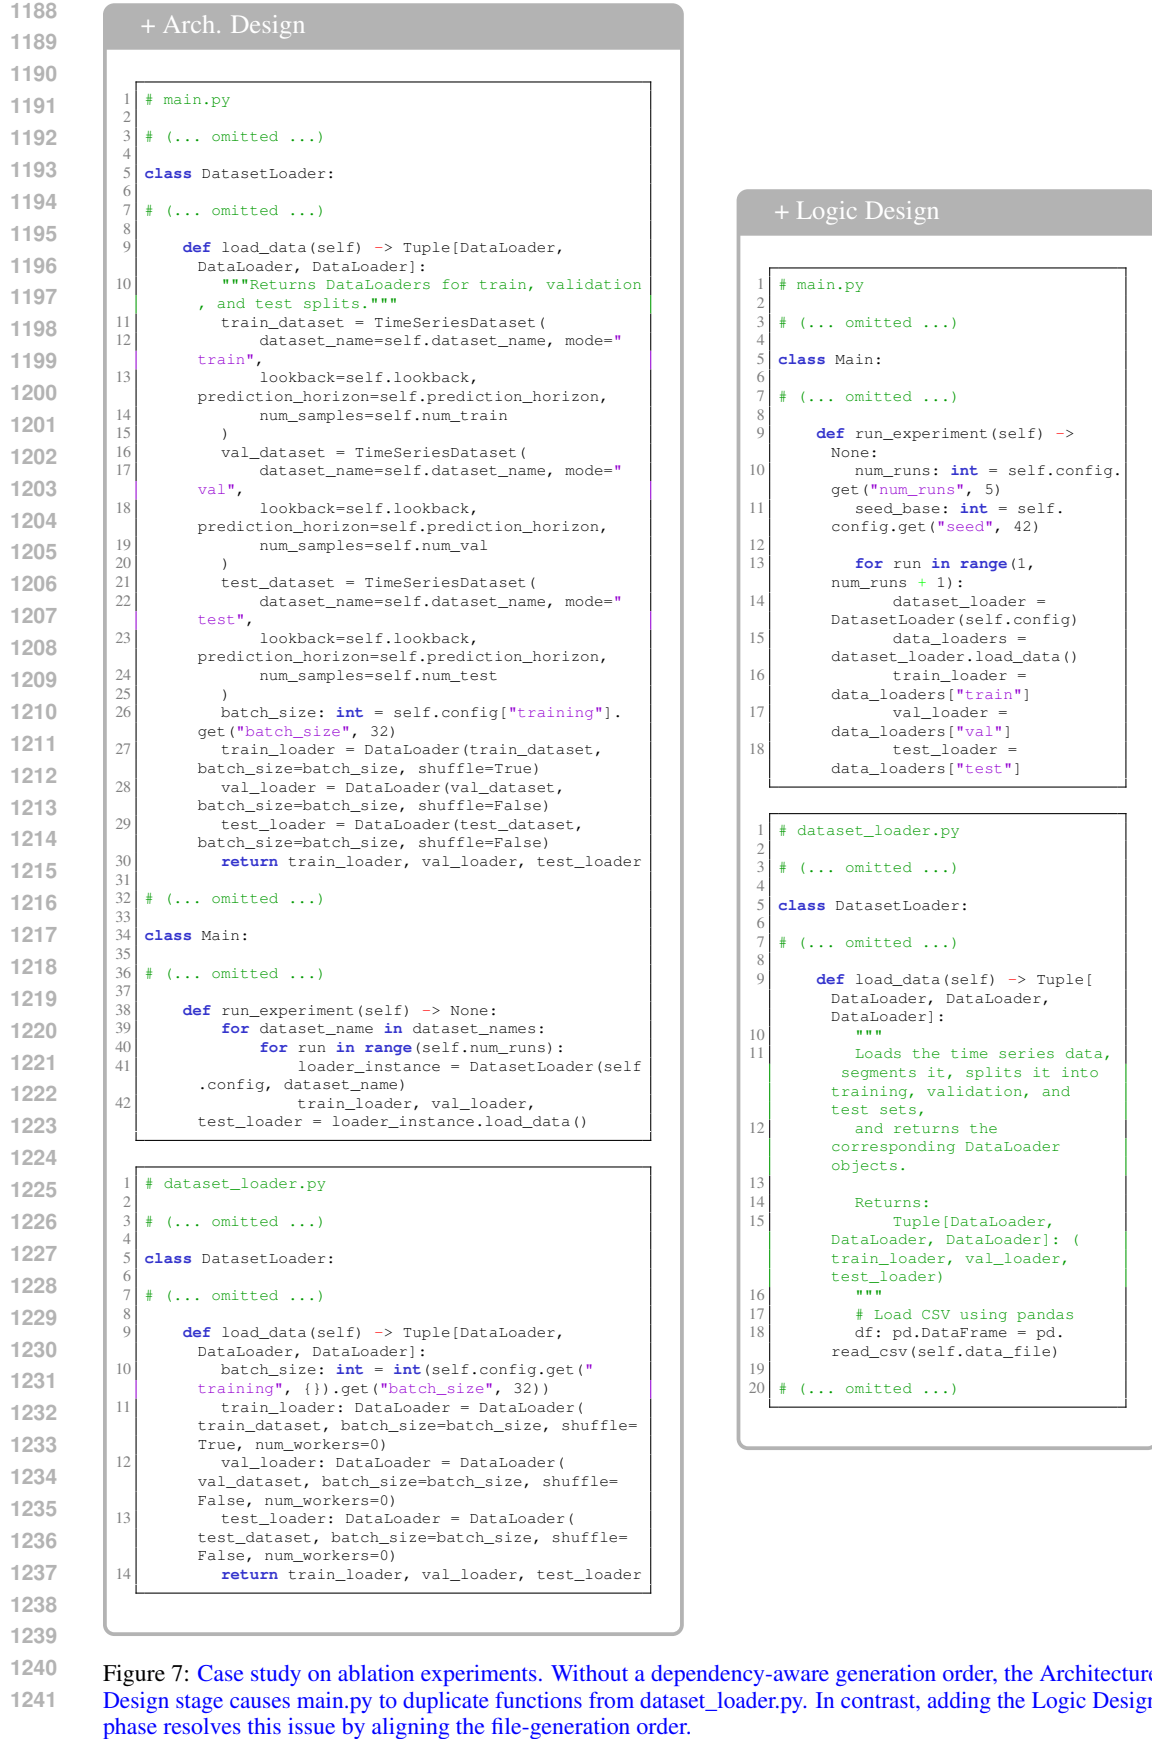 1188
1189
1190
1191
1192
1193
1194
1195
1196
1197
1198
1199
1200
1201
1202
1203
1204
1205
1206
1207
1208
1209
1210
1211
1212
1213
1214
1215
1216
1217
1218
1219
1220
1221
1222
1223
1224
1225
1226
1227
1228
1229
1230
1231
1232
1233
1234
1235
1236
1237
1238
1239
1240
1241
+ Arch. Design
1 # main.py
2
3 # (... omitted ...)
4
5 class DatasetLoader:
6
7 # (... omitted ...)
8
9 def load_data(self) -> Tuple[DataLoader,
DataLoader, DataLoader]:
10 """Returns DataLoaders for train, validation
, and test splits."""
11 train_dataset = TimeSeriesDataset(
12 dataset_name=self.dataset_name, mode="
train",
13 lookback=self.lookback,
prediction_horizon=self.prediction_horizon,
14 num_samples=self.num_train
15 )
16 val_dataset = TimeSeriesDataset(
17 dataset_name=self.dataset_name, mode="
val",
18 lookback=self.lookback,
prediction_horizon=self.prediction_horizon,
19 num_samples=self.num_val
20 )
21 test_dataset = TimeSeriesDataset(
22 dataset_name=self.dataset_name, mode="
test",
23 lookback=self.lookback,
prediction_horizon=self.prediction_horizon,
24 num_samples=self.num_test
25 )
26 batch_size: int = self.config["training"].
get("batch_size", 32)
27 train_loader = DataLoader(train_dataset,
batch_size=batch_size, shuffle=True)
28 val_loader = DataLoader(val_dataset,
batch_size=batch_size, shuffle=False)
29 test_loader = DataLoader(test_dataset,
batch_size=batch_size, shuffle=False)
30 return train_loader, val_loader, test_loader
31
32 # (... omitted ...)
33
34 class Main:
35
36 # (... omitted ...)
37
38 def run_experiment(self) -> None:
39 for dataset_name in dataset_names:
40 for run in range(self.num_runs):
41 loader_instance = DatasetLoader(self
.config, dataset_name)
42 train_loader, val_loader,
test_loader = loader_instance.load_data()
1 # dataset_loader.py
2
3 # (... omitted ...)
4
5 class DatasetLoader:
6
7 # (... omitted ...)
8
9 def load_data(self) -> Tuple[DataLoader,
DataLoader, DataLoader]:
10 batch_size: int = int(self.config.get("
training", {}).get("batch_size", 32))
11 train_loader: DataLoader = DataLoader(
train_dataset, batch_size=batch_size, shuffle=
True, num_workers=0)
12 val_loader: DataLoader = DataLoader(
val_dataset, batch_size=batch_size, shuffle=
False, num_workers=0)
13 test_loader: DataLoader = DataLoader(
test_dataset, batch_size=batch_size, shuffle=
False, num_workers=0)
14 return train_loader, val_loader, test_loader
+ Logic Design
1 # main.py
2
3 # (... omitted ...)
4
5 class Main:
6
7 # (... omitted ...)
8
9 def run_experiment(self) ->
None:
10 num_runs: int = self.config.
get("num_runs", 5)
11 seed_base: int = self.
config.get("seed", 42)
12
13 for run in range(1,
num_runs + 1):
14 dataset_loader =
DatasetLoader(self.config)
15 data_loaders =
dataset_loader.load_data()
16 train_loader =
data_loaders["train"]
17 val_loader =
data_loaders["val"]
18 test_loader =
data_loaders["test"]
1 # dataset_loader.py
2
3 # (... omitted ...)
4
5 class DatasetLoader:
6
7 # (... omitted ...)
8
9 def load_data(self) -> Tuple[
DataLoader, DataLoader,
DataLoader]:
10 """
11 Loads the time series data,
segments it, splits it into
training, validation, and
test sets,
12 and returns the
corresponding DataLoader
objects.
13
14 Returns:
15 Tuple[DataLoader,
DataLoader, DataLoader]: (
train_loader, val_loader,
test_loader)
16 """
17 # Load CSV using pandas
18 df: pd.DataFrame = pd.
read_csv(self.data_file)
19
20 # (... omitted ...)
Figure 7: Case study on ablation experiments. Without a dependency-aware generation order, the Architecture
Design stage causes main.py to duplicate functions from dataset_loader.py. In contrast, adding the Logic Design
phase resolves this issue by aligning the file-generation order.